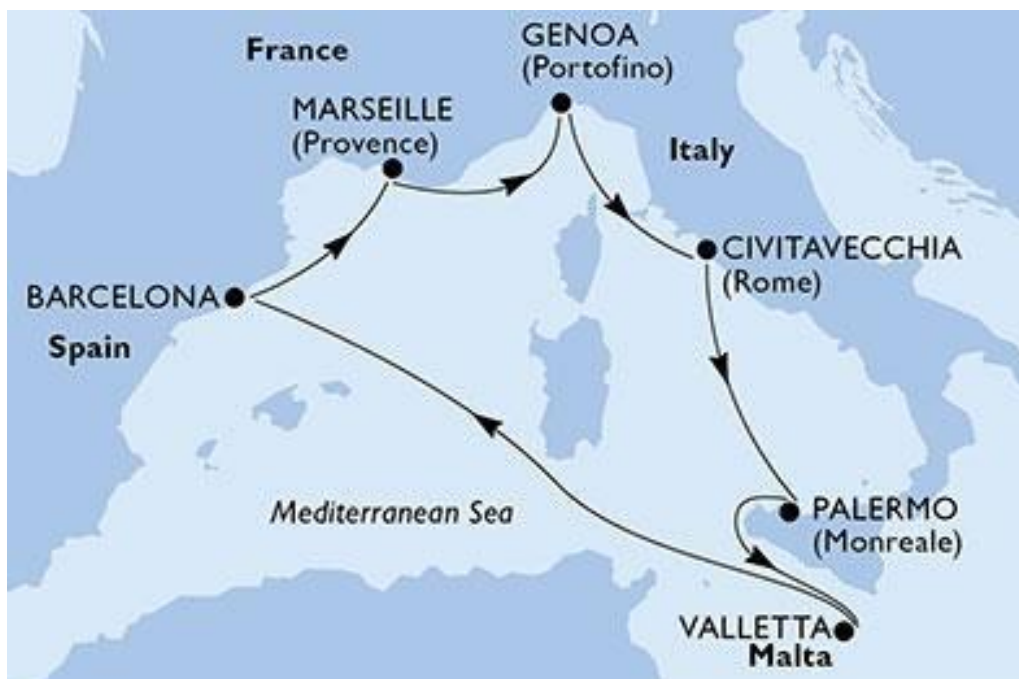 France
GENOA
(Portofino)
MARSEILLE
(Provence)
Italy
CIVITAVECCHIA
(Rome)
BARCELONA
Spain
Mediterranean Sea
PALERMO
(Monreale)
VALLETTA
Malta